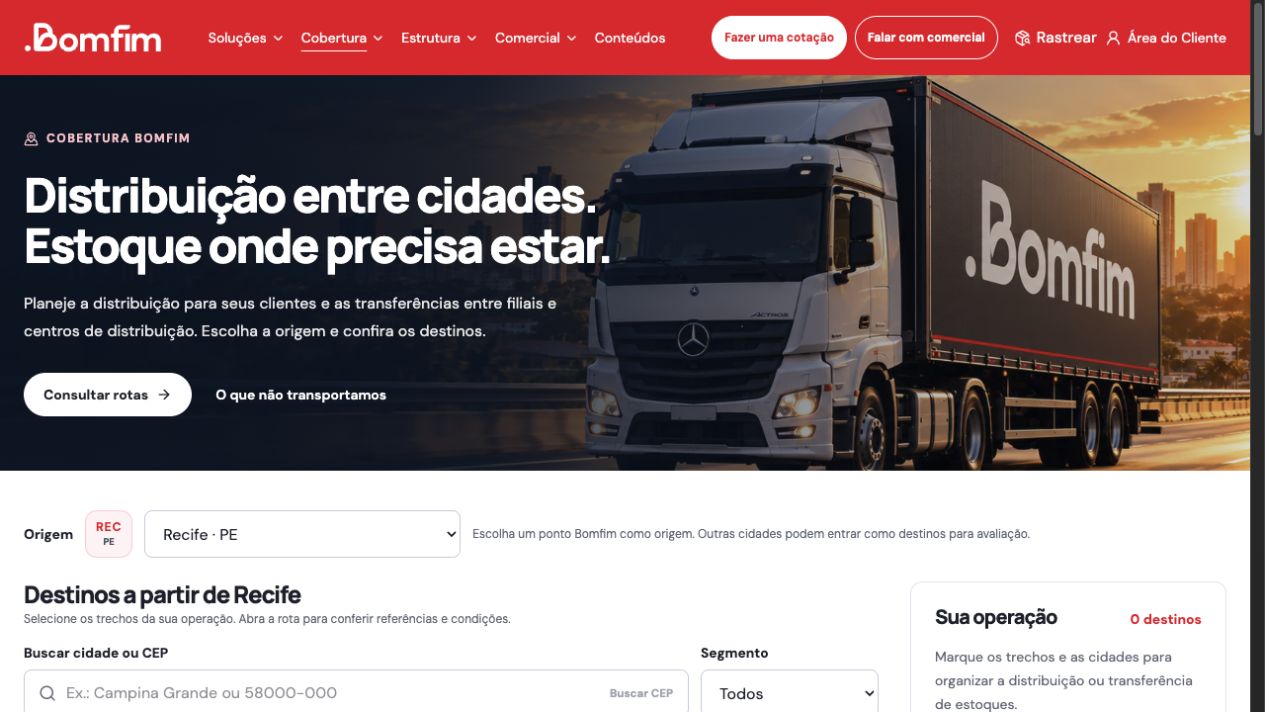 .Bomfim
Soluções
Cobertura
Estrutura
Comercial
Conteúdos
Fazer uma cotação
Falar com comercial
Rastrear
Área do Cliente
COBERTURA BOMFIM
Distribuição entre cidades.
Estoque onde precisa estar.
Planeje a distribuição para seus clientes e as transferências entre filiais e
centros de distribuição. Escolha a origem e confira os destinos.
Consultar rotas →
O que não transportamos
ACTROS
.Bomfim
Origem
REC
PE
Recife · PE
Escolha um ponto Bomfim como origem. Outras cidades podem entrar como destinos para avaliação.
Destinos a partir de Recife
Selecione os trechos da sua operação. Abra a rota para conferir referências e condições.
Buscar cidade ou CEP
Segmento
Ex.: Campina Grande ou 58000-000
Buscar CEP
Todos
Sua operação
0 destinos
Marque os trechos e as cidades para
organizar a distribuição ou transferência
de estoques.